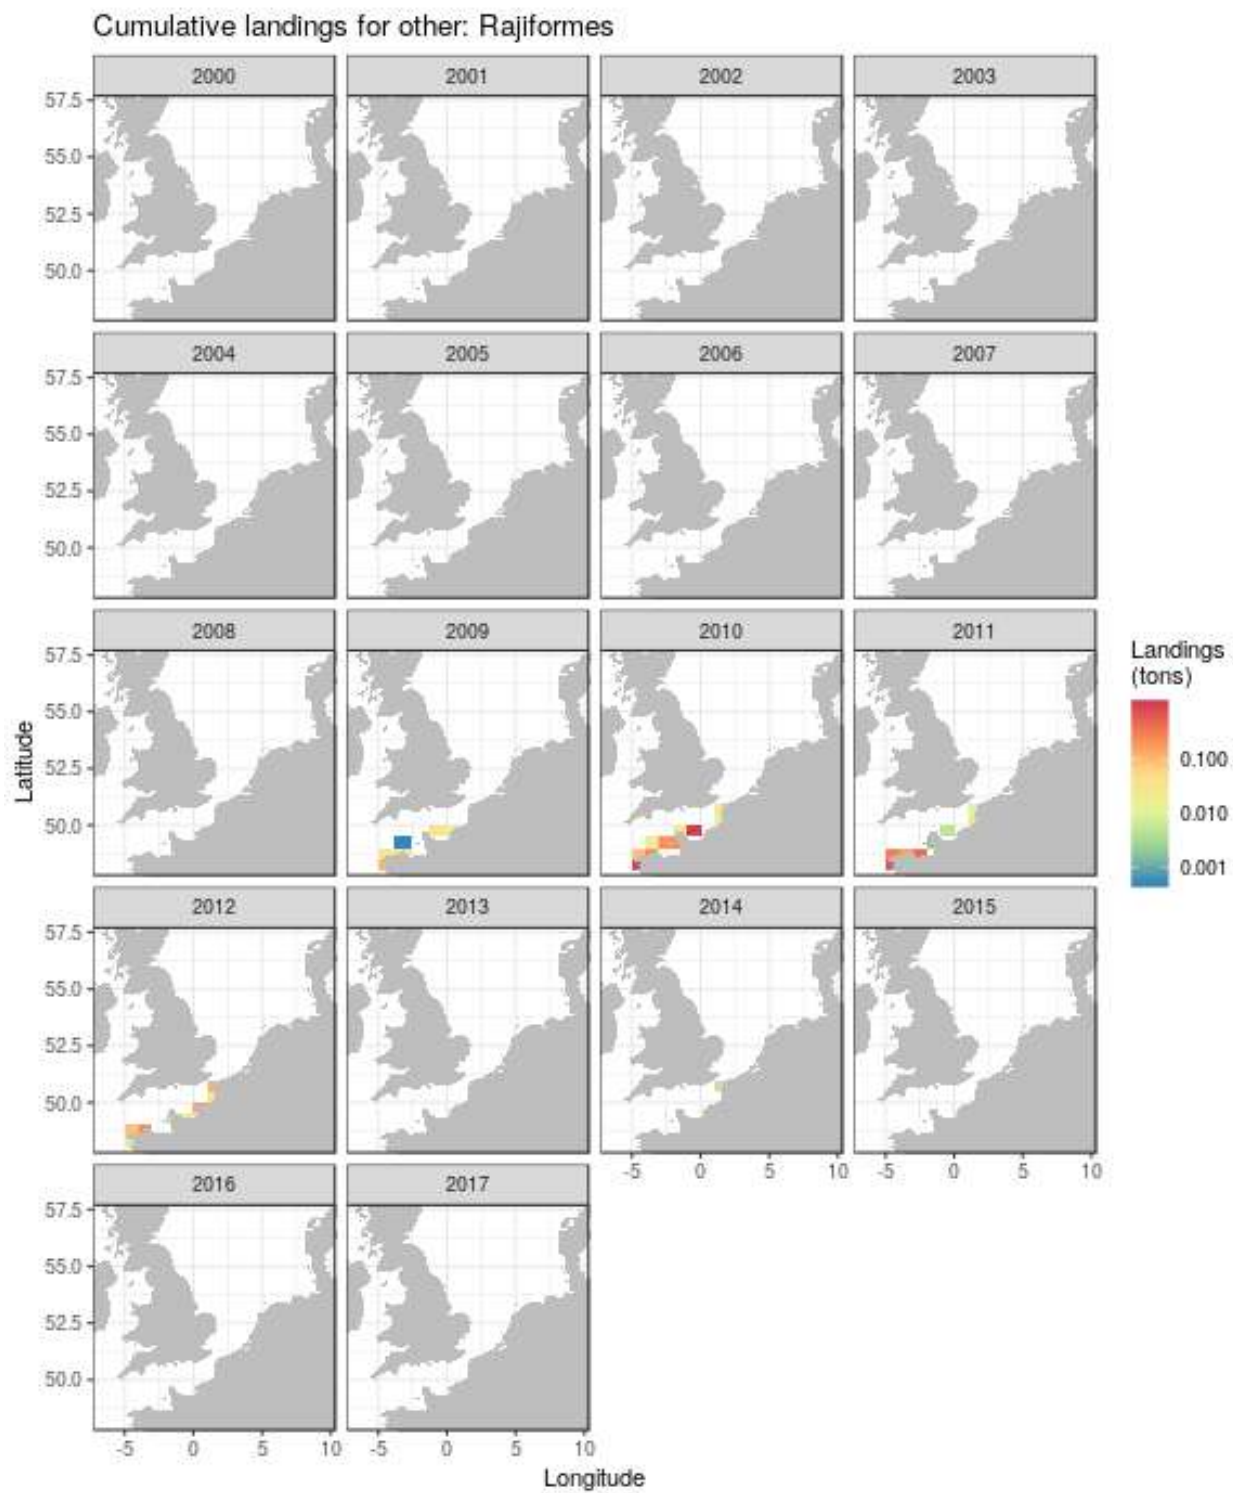 Cumulative landings for other: Rajiformes
2000 2001 2002 2003
57.5
55.0
52.5
50.0
2004 2005 2006 2007
57.5
55.0
52.5
50.0
2008 2009 2010 2011
57.5
55.0
52.5
50.0
Latitude
Landings
(tons)
0.100
0.010
0.001
2012 2013 2014 2015
57.5
55.0
52.5
50.0
-5 0 5 10 -5 0 5 10
2016 2017
57.5
55.0
52.5
50.0
-5 0 5 10 -5 0 5 10
Longitude